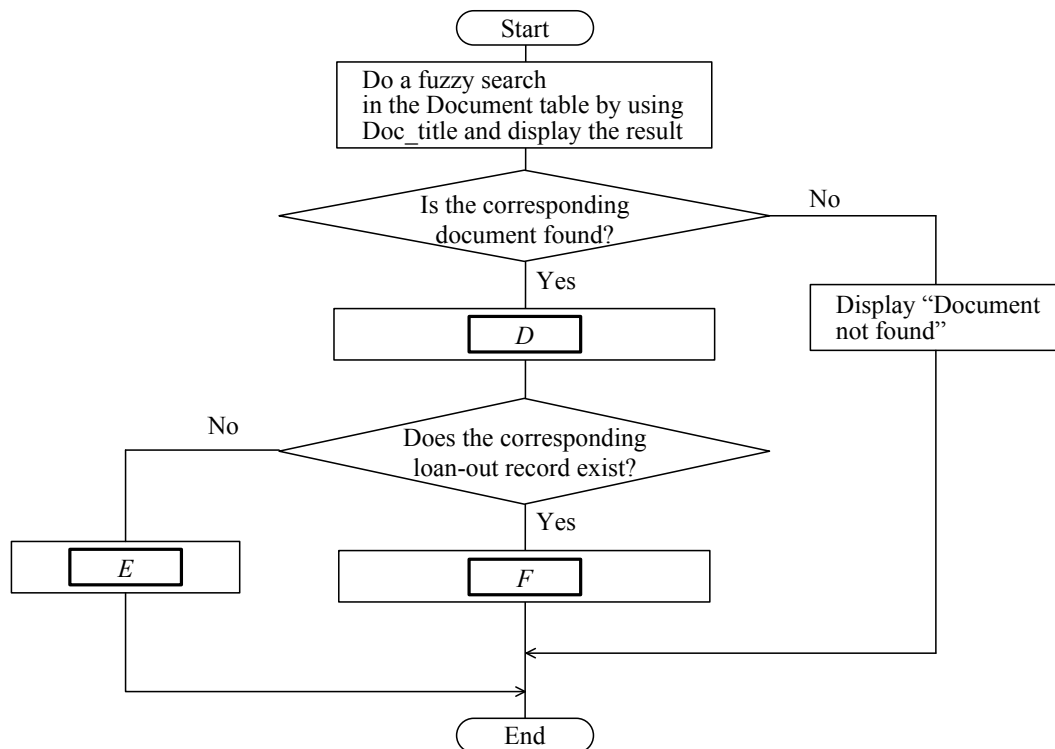 Start
Do a fuzzy search
in the Document table by using
Doc_title and display the result
Is the corresponding
document found?
No
Yes
Display “Document
not found”
D
No
Does the corresponding
loan-out record exist?
Yes
E
F
End